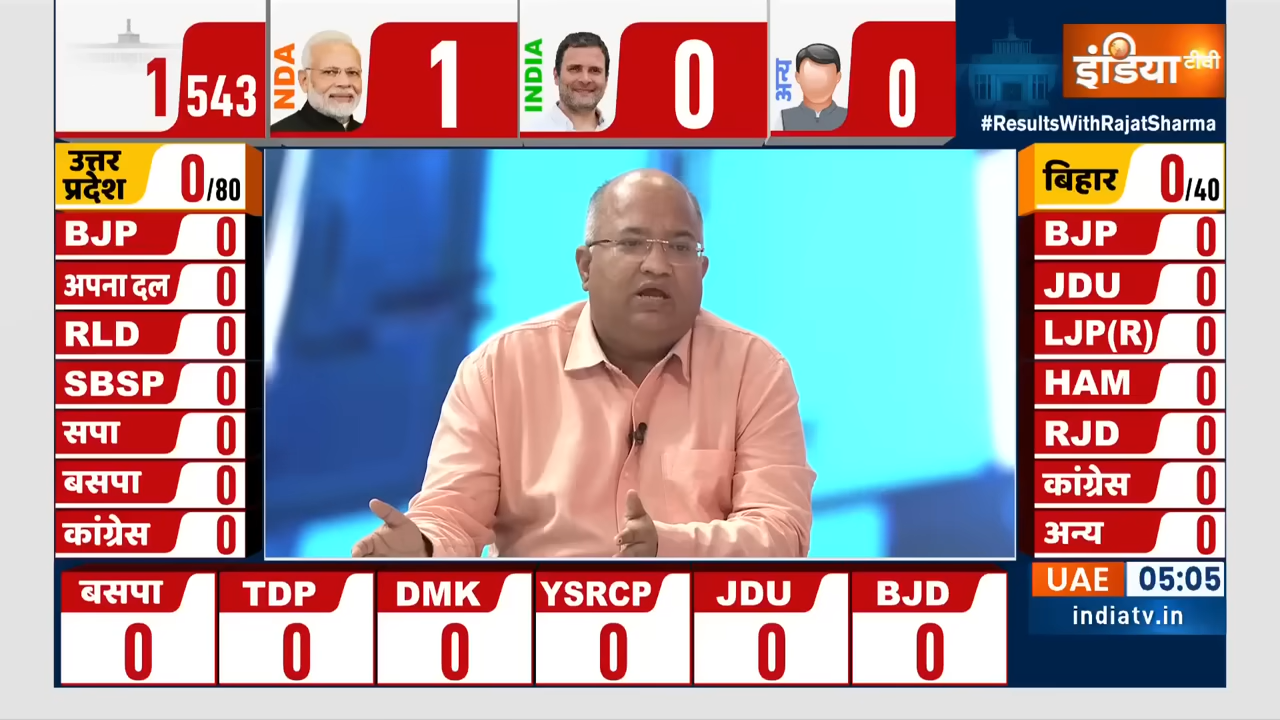 1 543
NDA 1
INDIA 0
अन्य 0
इंडिया टीवी
#ResultsWithRajatSharma
उत्तर
प्रदेश 0/80
BJP 0
अपना दल 0
RLD 0
SBSP 0
सपा 0
बसपा 0
कांग्रेस 0
बिहार 0/40
BJP 0
JDU 0
LJP(R) 0
HAM 0
RJD 0
कांग्रेस 0
अन्य 0
UAE 05:05
indiatv.in
बसपा TDP DMK YSRCP JDU BJD
0 0 0 0 0 0